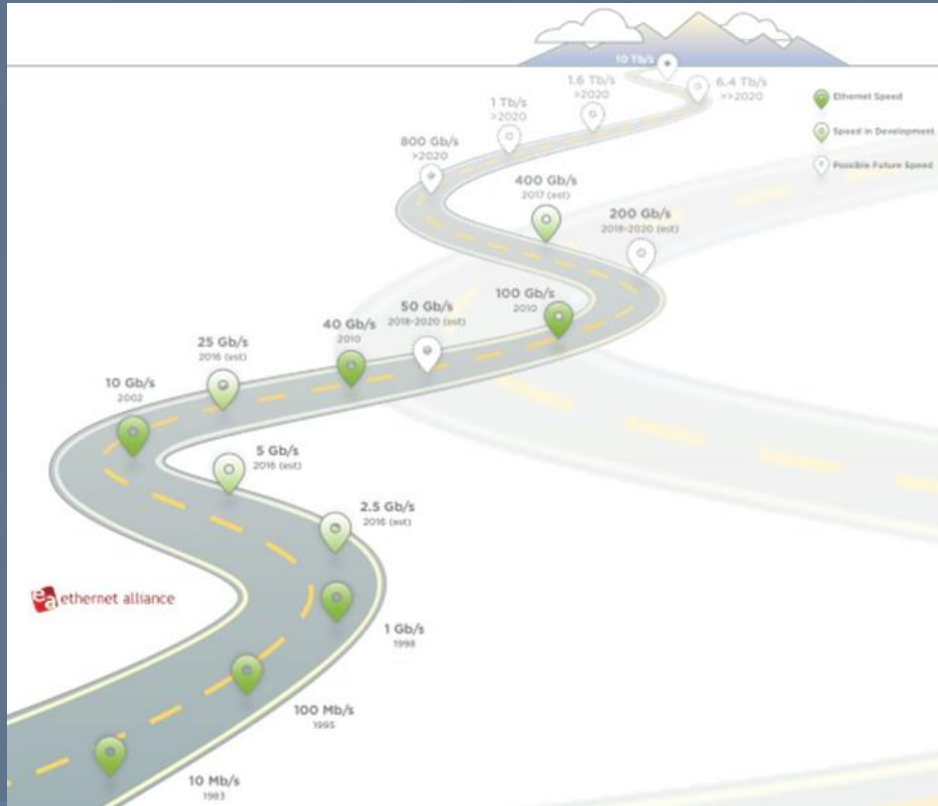 10 Tb/s
1.6 Tb/s
>2020
6.4 Tb/s
>>2020
1 Tb/s
>2020
800 Gb/s
>2020
Ethernet Speed
Speed in Development
Possible Future Speed
400 Gb/s
2017 (est)
200 Gb/s
2018-2020 (est)
100 Gb/s
2010
50 Gb/s
2018-2020 (est)
40 Gb/s
2010
25 Gb/s
2016 (est)
10 Gb/s
2002
5 Gb/s
2016 (est)
2.5 Gb/s
2016 (est)
ea ethernet alliance
1 Gb/s
1998
100 Mb/s
1995
10 Mb/s
1983